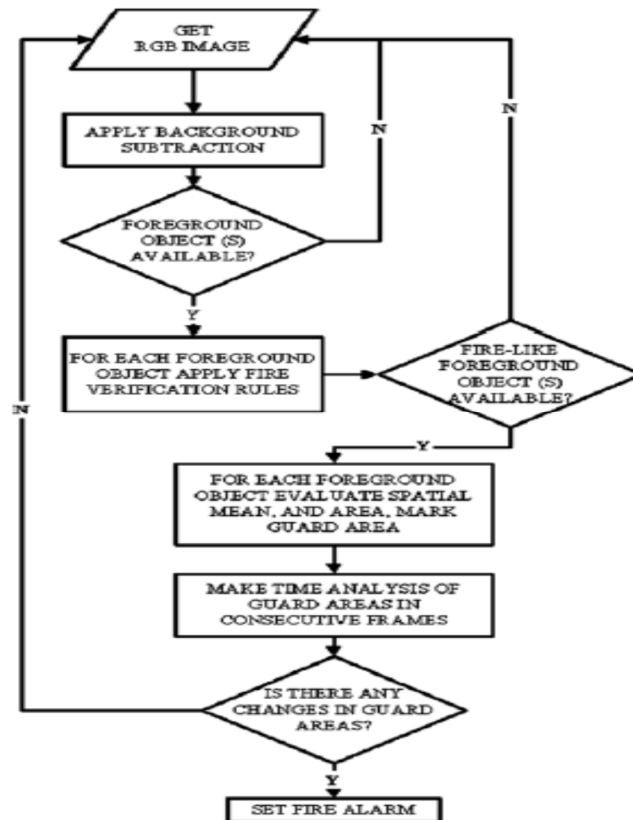 GET
RGB IMAGE
APPLY BACKGROUND
SUBTRACTION
N
N
FOREGROUND
OBJECT (S)
AVAILABLE?
Y
FOR EACH FOREGROUND
OBJECT APPLY FIRE
VERIFICATION RULES
FIRE-LIKE
FOREGROUND
OBJECT (S)
AVAILABLE?
N
Y
FOR EACH FOREGROUND
OBJECT EVALUATE SPATIAL
MEAN, AND AREA, MARK
GUARD AREA
MAKE TIME ANALYSIS OF
GUARD AREAS IN
CONSECUTIVE FRAMES
IS THERE ANY
CHANGES IN GUARD
AREAS?
Y
SET FIRE ALARM